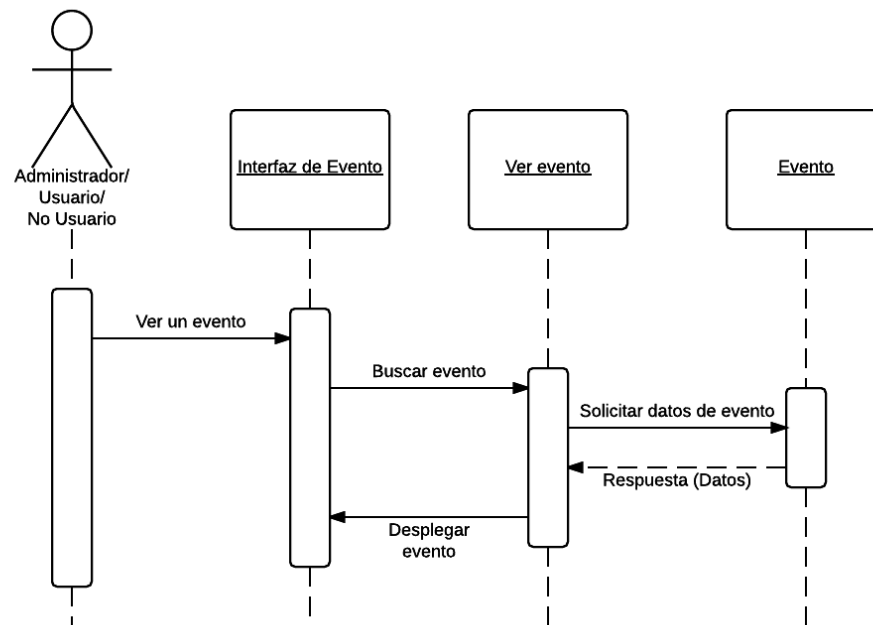 Administrador/
Usuario/
No Usuario
Interfaz de Evento
Ver evento
Evento
Ver un evento
Buscar evento
Solicitar datos de evento
Respuesta (Datos)
Desplegar
evento